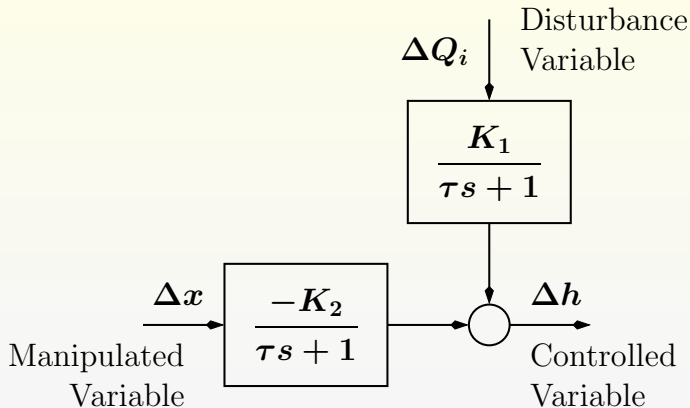 Disturbance
Variable
ΔQ_i
K_1
τs + 1
Δx
-K_2
τs + 1
Δh
Manipulated
Variable
Controlled
Variable